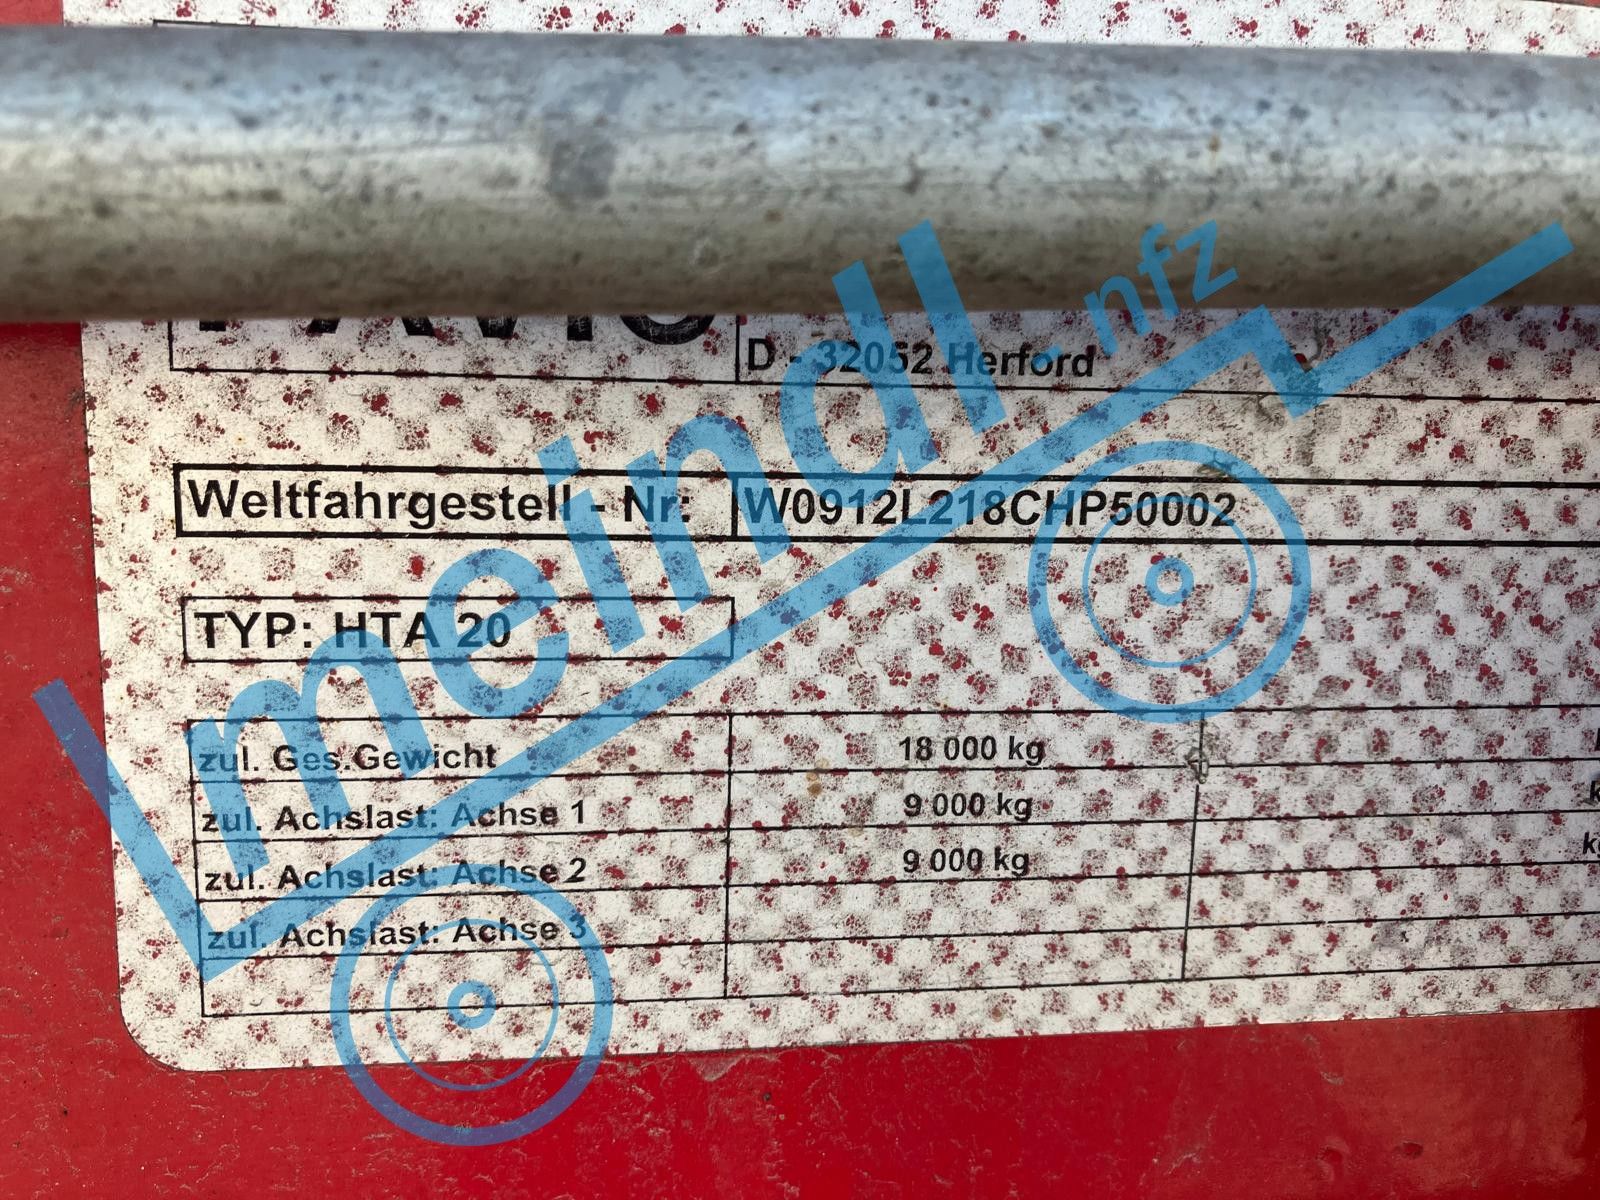 D - 32052 Herford
Weltfahrgestell - Nr: W0912L218CHP50002
TYP: HTA 20
zul. Ges.Gewicht 18 000 kg
zul. Achslast: Achse 1 9 000 kg
zul. Achslast: Achse 2 9 000 kg
zul. Achslast: Achse 3
meindl.nfz